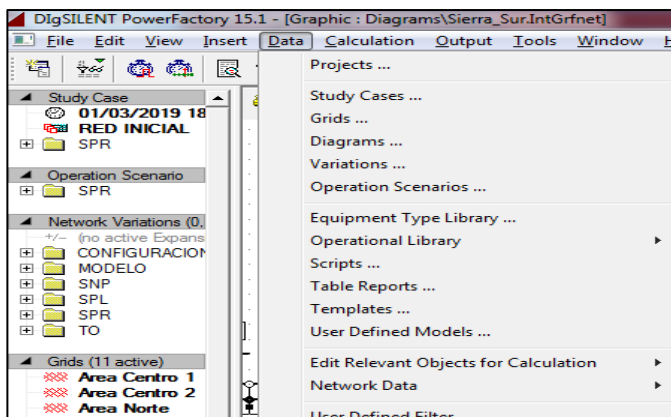 DIgSILENT PowerFactory 15.1 - [Graphic : Diagrams\Sierra_Sur.IntGrfnet]
File Edit View Insert Data Calculation Output Tools Window
Projects ...
Study Case
01/03/2019 18
RED INICIAL
SPR
Operation Scenario
SPR
Network Variations (0,
+/- (no active Expans
CONFIGURACION
MODELO
SNP
SPL
SPR
TO
Grids (11 active)
Area Centro 1
Area Centro 2
Area Norte
Study Cases ...
Grids ...
Diagrams ...
Variations ...
Operation Scenarios ...
Equipment Type Library ...
Operational Library
Scripts ...
Table Reports ...
Templates ...
User Defined Models ...
Edit Relevant Objects for Calculation
Network Data
User Defined Filter